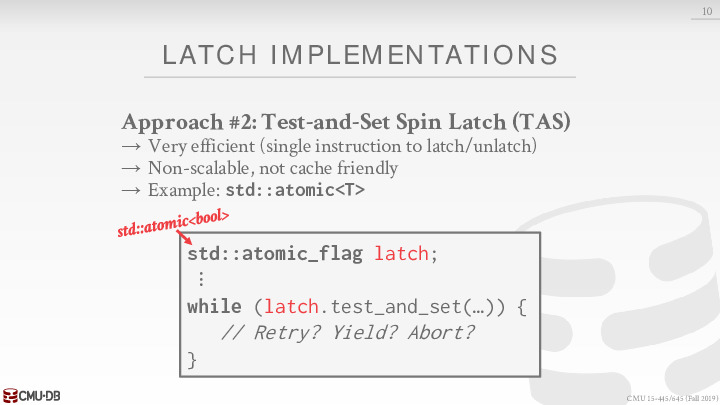 10
LATCH IMPLEMENTATIONS
Approach #2: Test-and-Set Spin Latch (TAS)
→ Very efficient (single instruction to latch/unlatch)
→ Non-scalable, not cache friendly
→ Example: std::atomic<T>
std::atomic<bool>
std::atomic_flag latch;
⋮
while (latch.test_and_set(…)) {
// Retry? Yield? Abort?
}
CMU·DB
CMU 15-445/645 (Fall 2019)